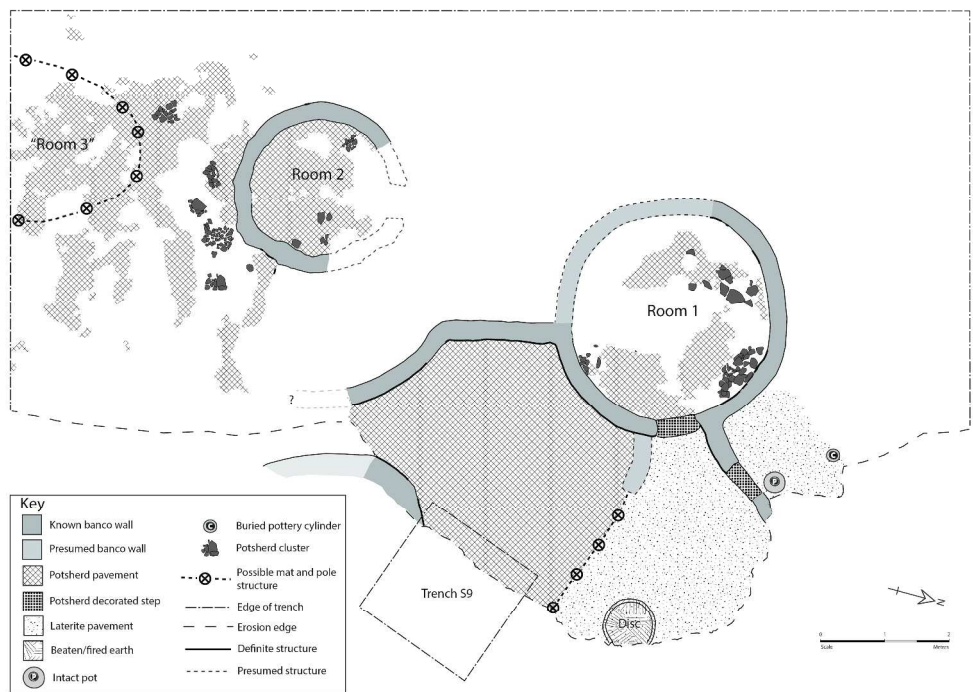 "Room 3"
Room 2
Room 1
?
C
P
Trench S9
Disc
N
0 1 2
Scale Meters
Key
Known banco wall
Presumed banco wall
Potsherd pavement
Potsherd decorated step
Laterite pavement
Beaten/fired earth
P Intact pot
C Buried pottery cylinder
Potsherd cluster
Possible mat and pole
structure
Edge of trench
Erosion edge
Definite structure
Presumed structure